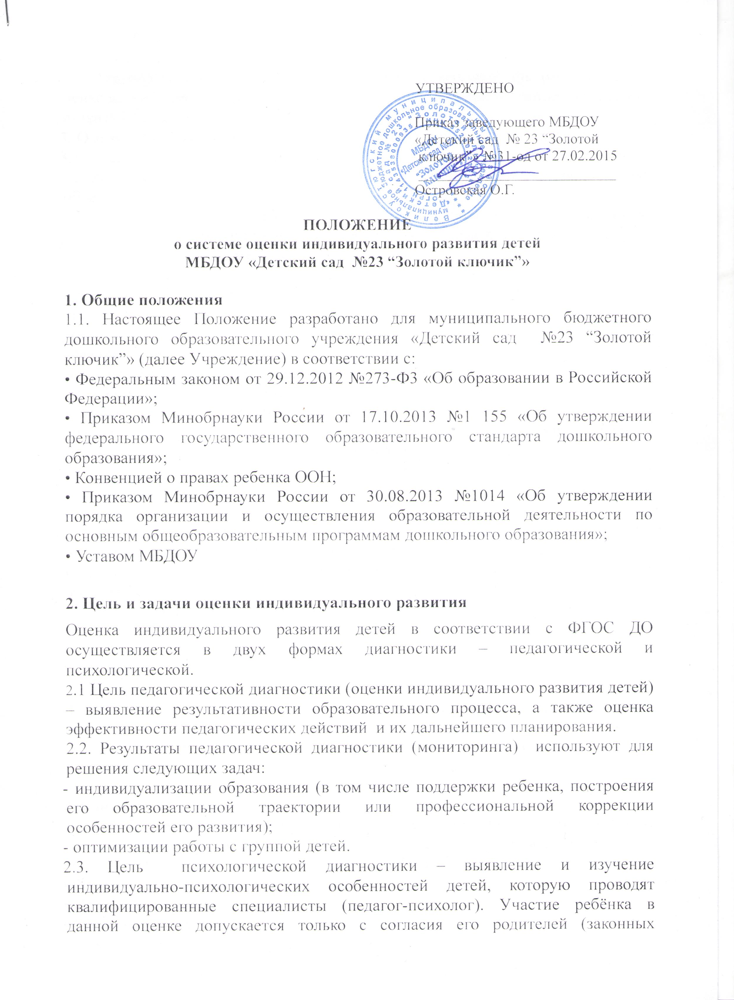 УТВЕРЖДЕНО
Приказ заведующего МБДОУ
«Детский сад № 23 “Золотой
ключик”» №31-од от 27.02.2015
Островская О.Г.
МБДОУ
«Детский сад №23
“Золотой
ключик”»
ПОЛОЖЕНИЕ
о системе оценки индивидуального развития детей
МБДОУ «Детский сад №23 “Золотой ключик”»
1. Общие положения
1.1. Настоящее Положение разработано для муниципального бюджетного
дошкольного образовательного учреждения «Детский сад №23 “Золотой
ключик”» (далее Учреждение) в соответствии с:
• Федеральным законом от 29.12.2012 №273-ФЗ «Об образовании в Российской
Федерации»;
• Приказом Минобрнауки России от 17.10.2013 №1 155 «Об утверждении
федерального государственного образовательного стандарта дошкольного
образования»;
• Конвенцией о правах ребенка ООН;
• Приказом Минобрнауки России от 30.08.2013 №1014 «Об утверждении
порядка организации и осуществления образовательной деятельности по
основным общеобразовательным программам дошкольного образования»;
• Уставом МБДОУ
2. Цель и задачи оценки индивидуального развития
Оценка индивидуального развития детей в соответствии с ФГОС ДО
осуществляется в двух формах диагностики – педагогической и
психологической.
2.1 Цель педагогической диагностики (оценки индивидуального развития детей)
– выявление результативности образовательного процесса, а также оценка
эффективности педагогических действий и их дальнейшего планирования.
2.2. Результаты педагогической диагностики (мониторинга) используют для
решения следующих задач:
- индивидуализации образования (в том числе поддержки ребенка, построения
его образовательной траектории или профессиональной коррекции
особенностей его развития);
- оптимизации работы с группой детей.
2.3. Цель психологической диагностики – выявление и изучение
индивидуально-психологических особенностей детей, которую проводят
квалифицированные специалисты (педагог-психолог). Участие ребёнка в
данной оценке допускается только с согласия его родителей (законных